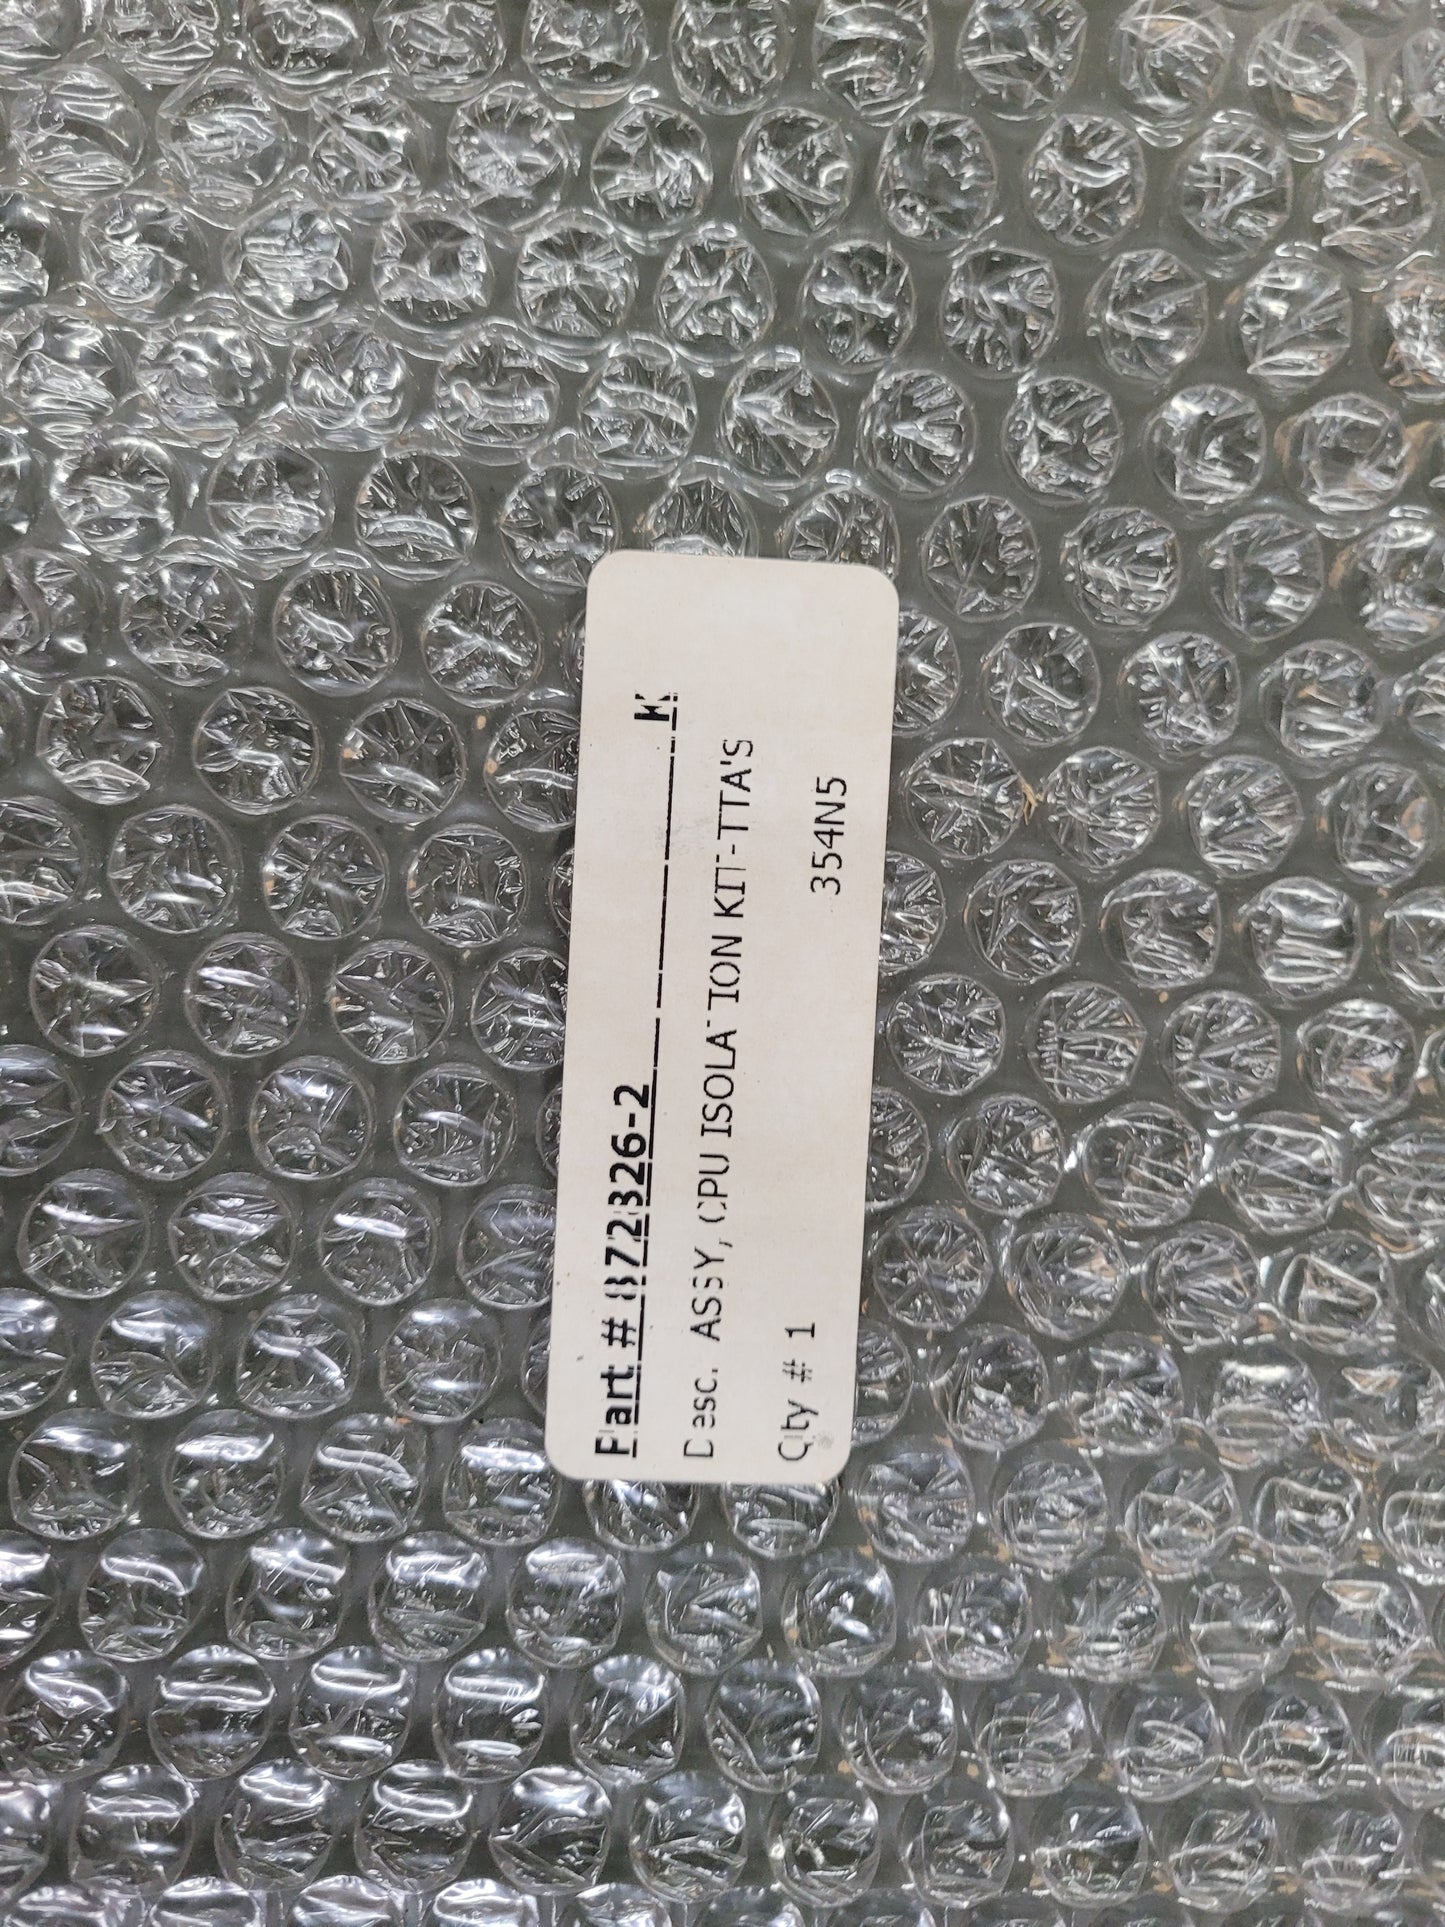 Part # 872326-2 K
Desc. ASSY, CPU ISOLATION KIT-TTA'S
Qty # 1 354N5